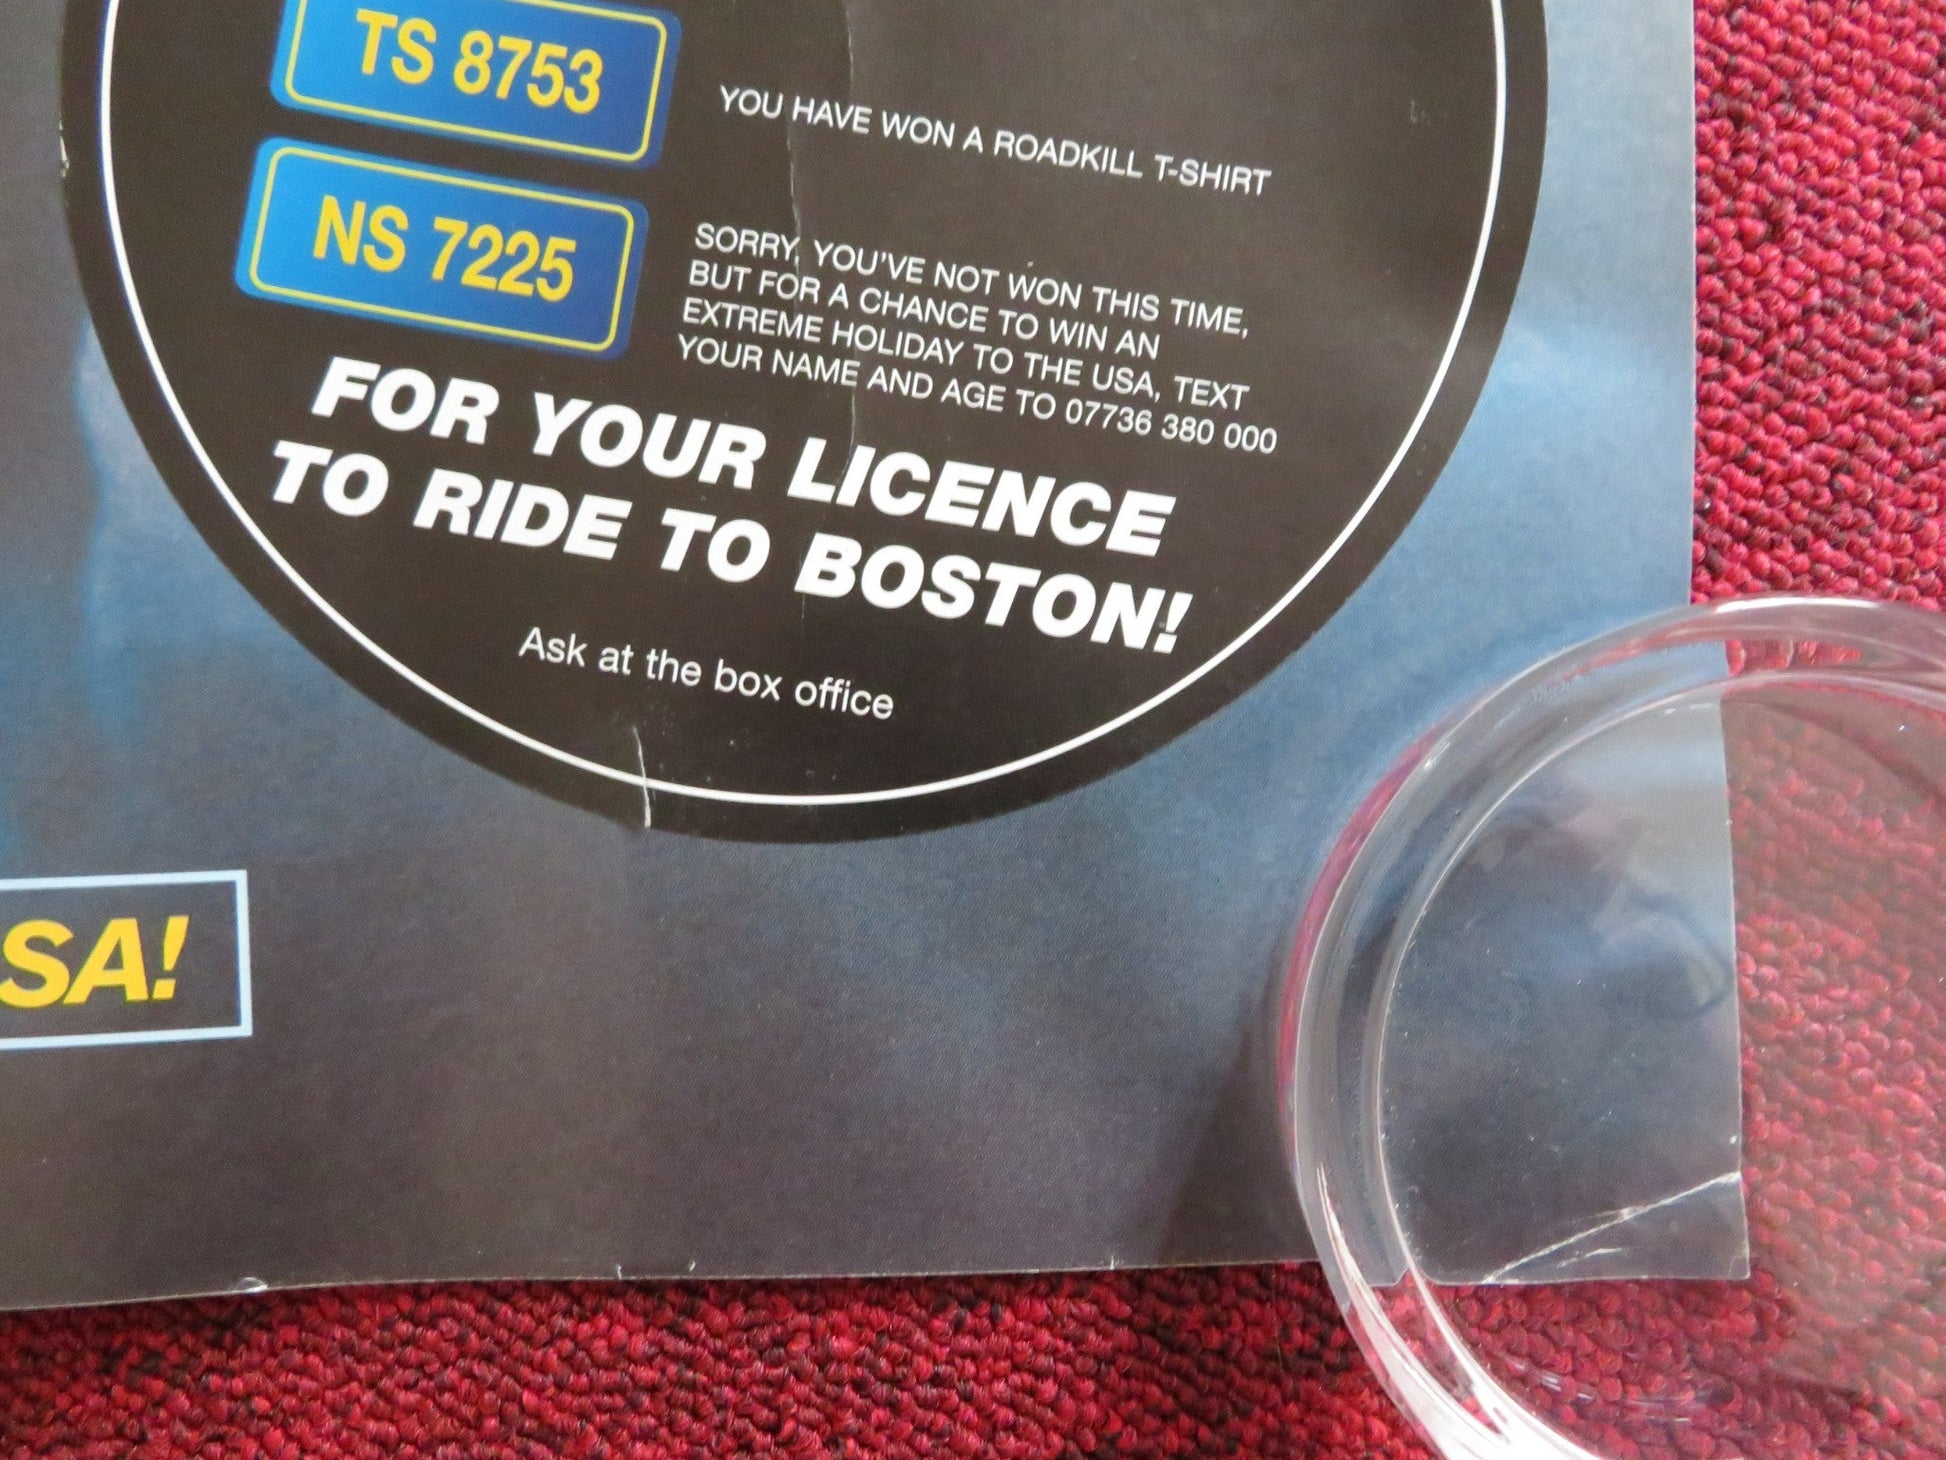 TS 8753
YOU HAVE WON A ROADKILL T-SHIRT
NS 7225
SORRY, YOU'VE NOT WON THIS TIME,
BUT FOR A CHANCE TO WIN AN
EXTREME HOLIDAY TO THE USA, TEXT
YOUR NAME AND AGE TO 07736 380 000
FOR YOUR LICENCE
TO RIDE TO BOSTON!
Ask at the box office
SA!